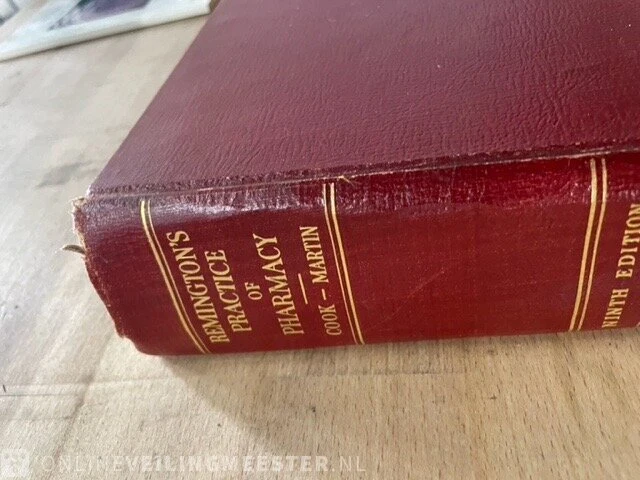 REMINGTON'S
PRACTICE
OF
PHARMACY
COOK – MARTIN
NINTH EDITION
ONLINEVEILINGMEESTER.NL